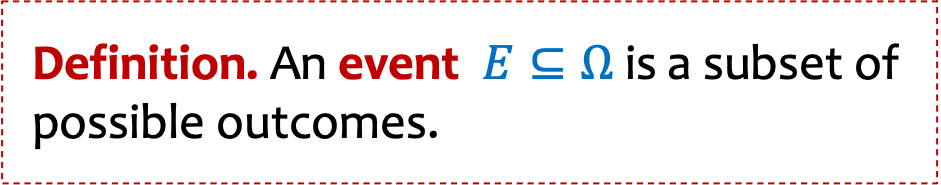 Definition. An event E ⊆ Ω is a subset of
possible outcomes.